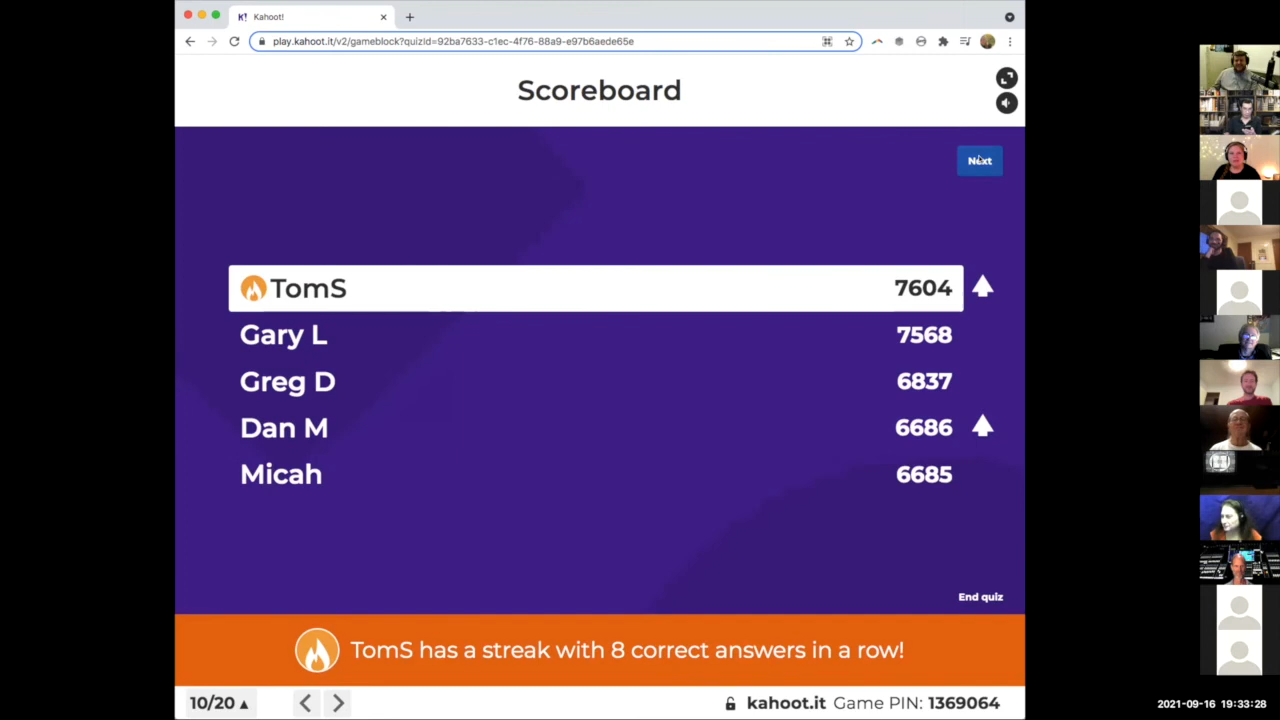 K! Kahoot!
play.kahoot.it/v2/gameblock?quizId=92ba7633-c1ec-4f76-88a9-e97b6aede65e
Scoreboard
Next
TomS 7604
Gary L 7568
Greg D 6837
Dan M 6686
Micah 6685
End quiz
TomS has a streak with 8 correct answers in a row!
10/20 kahoot.it Game PIN: 1369064
2021-09-16 19:33:28